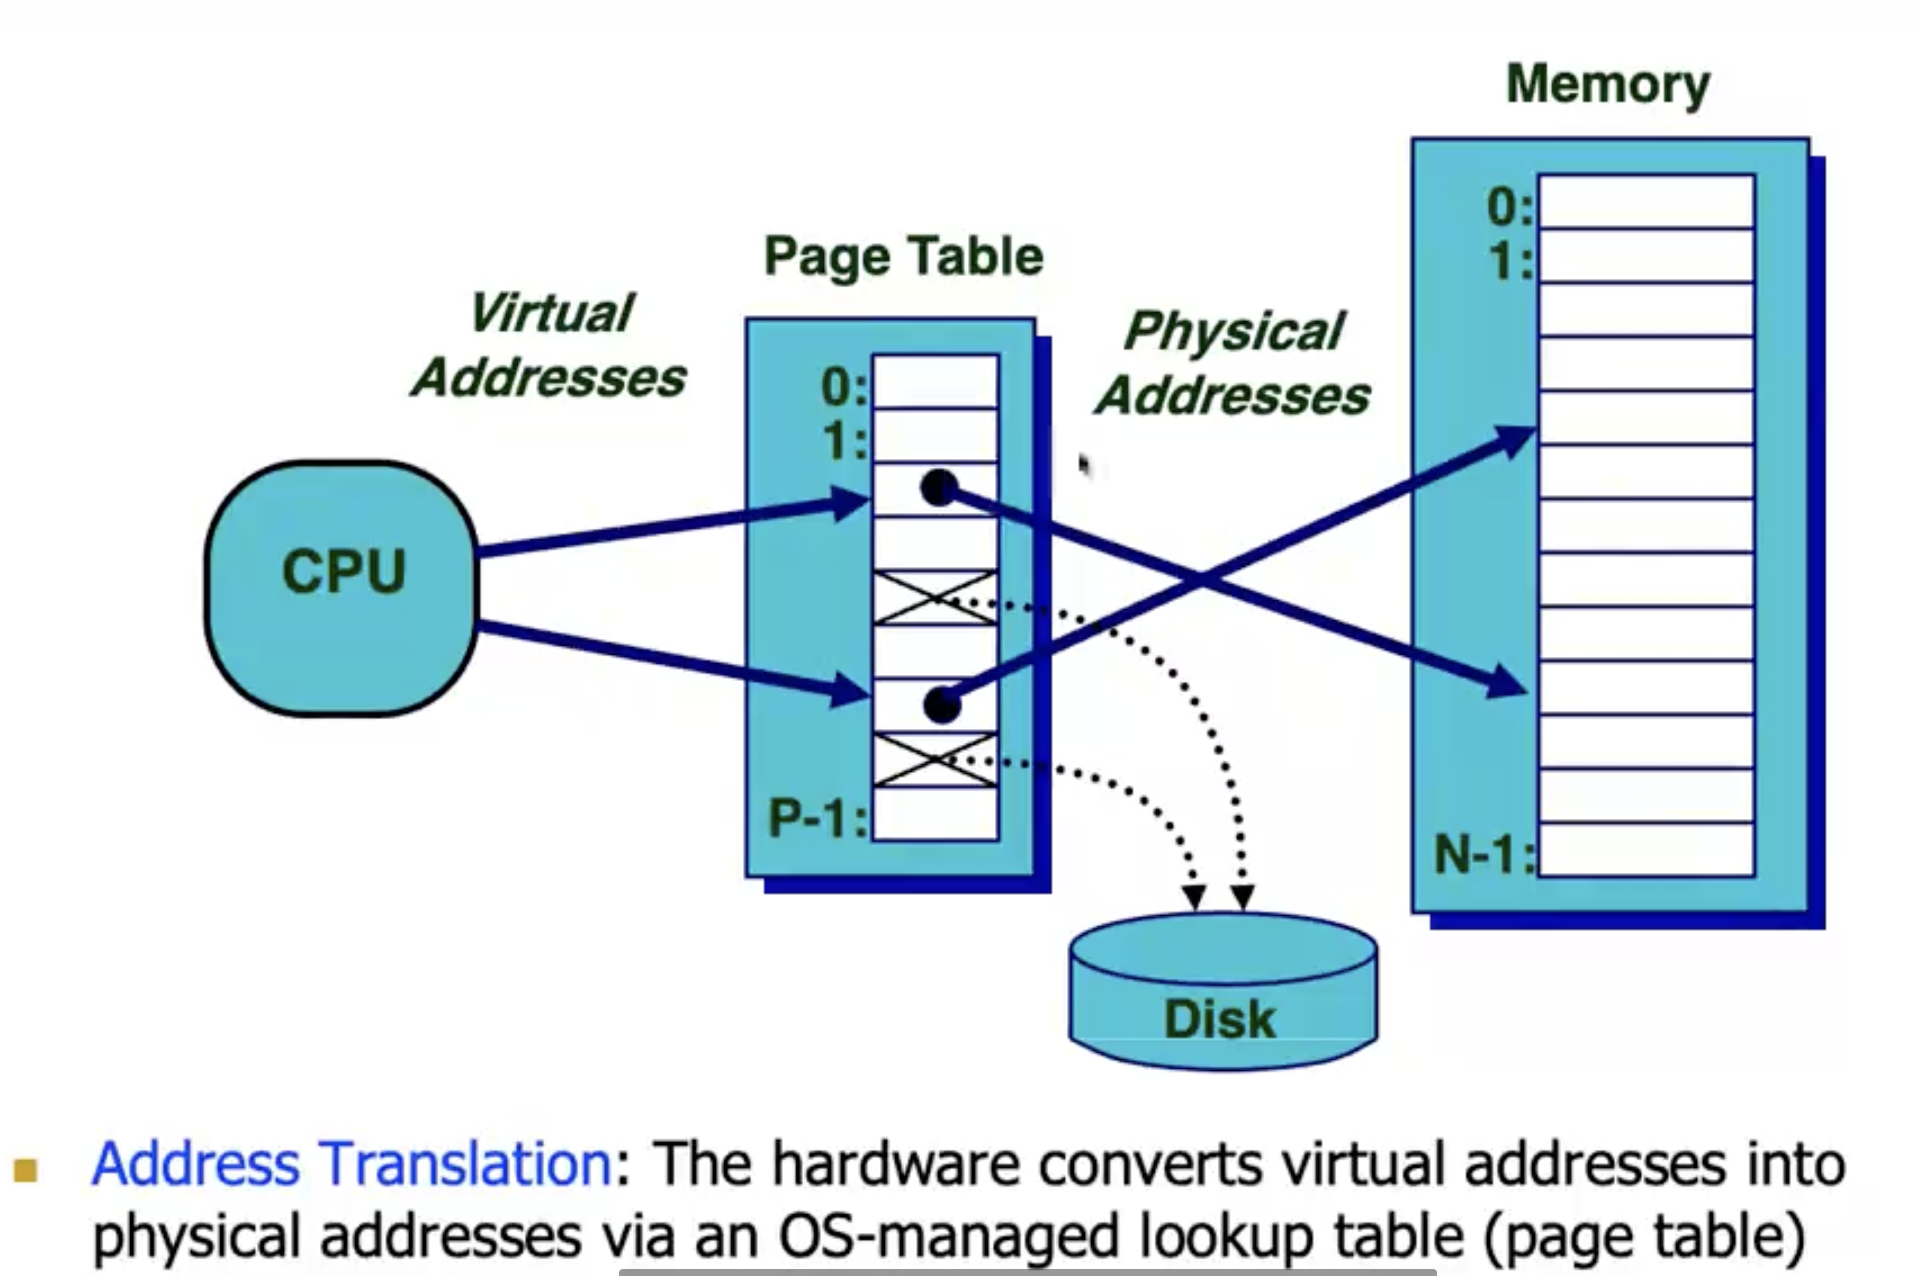 Memory
0:
1:
N-1:
Page Table
0:
1:
P-1:
Virtual
Addresses
Physical
Addresses
CPU
Disk
Address Translation: The hardware converts virtual addresses into
physical addresses via an OS-managed lookup table (page table)